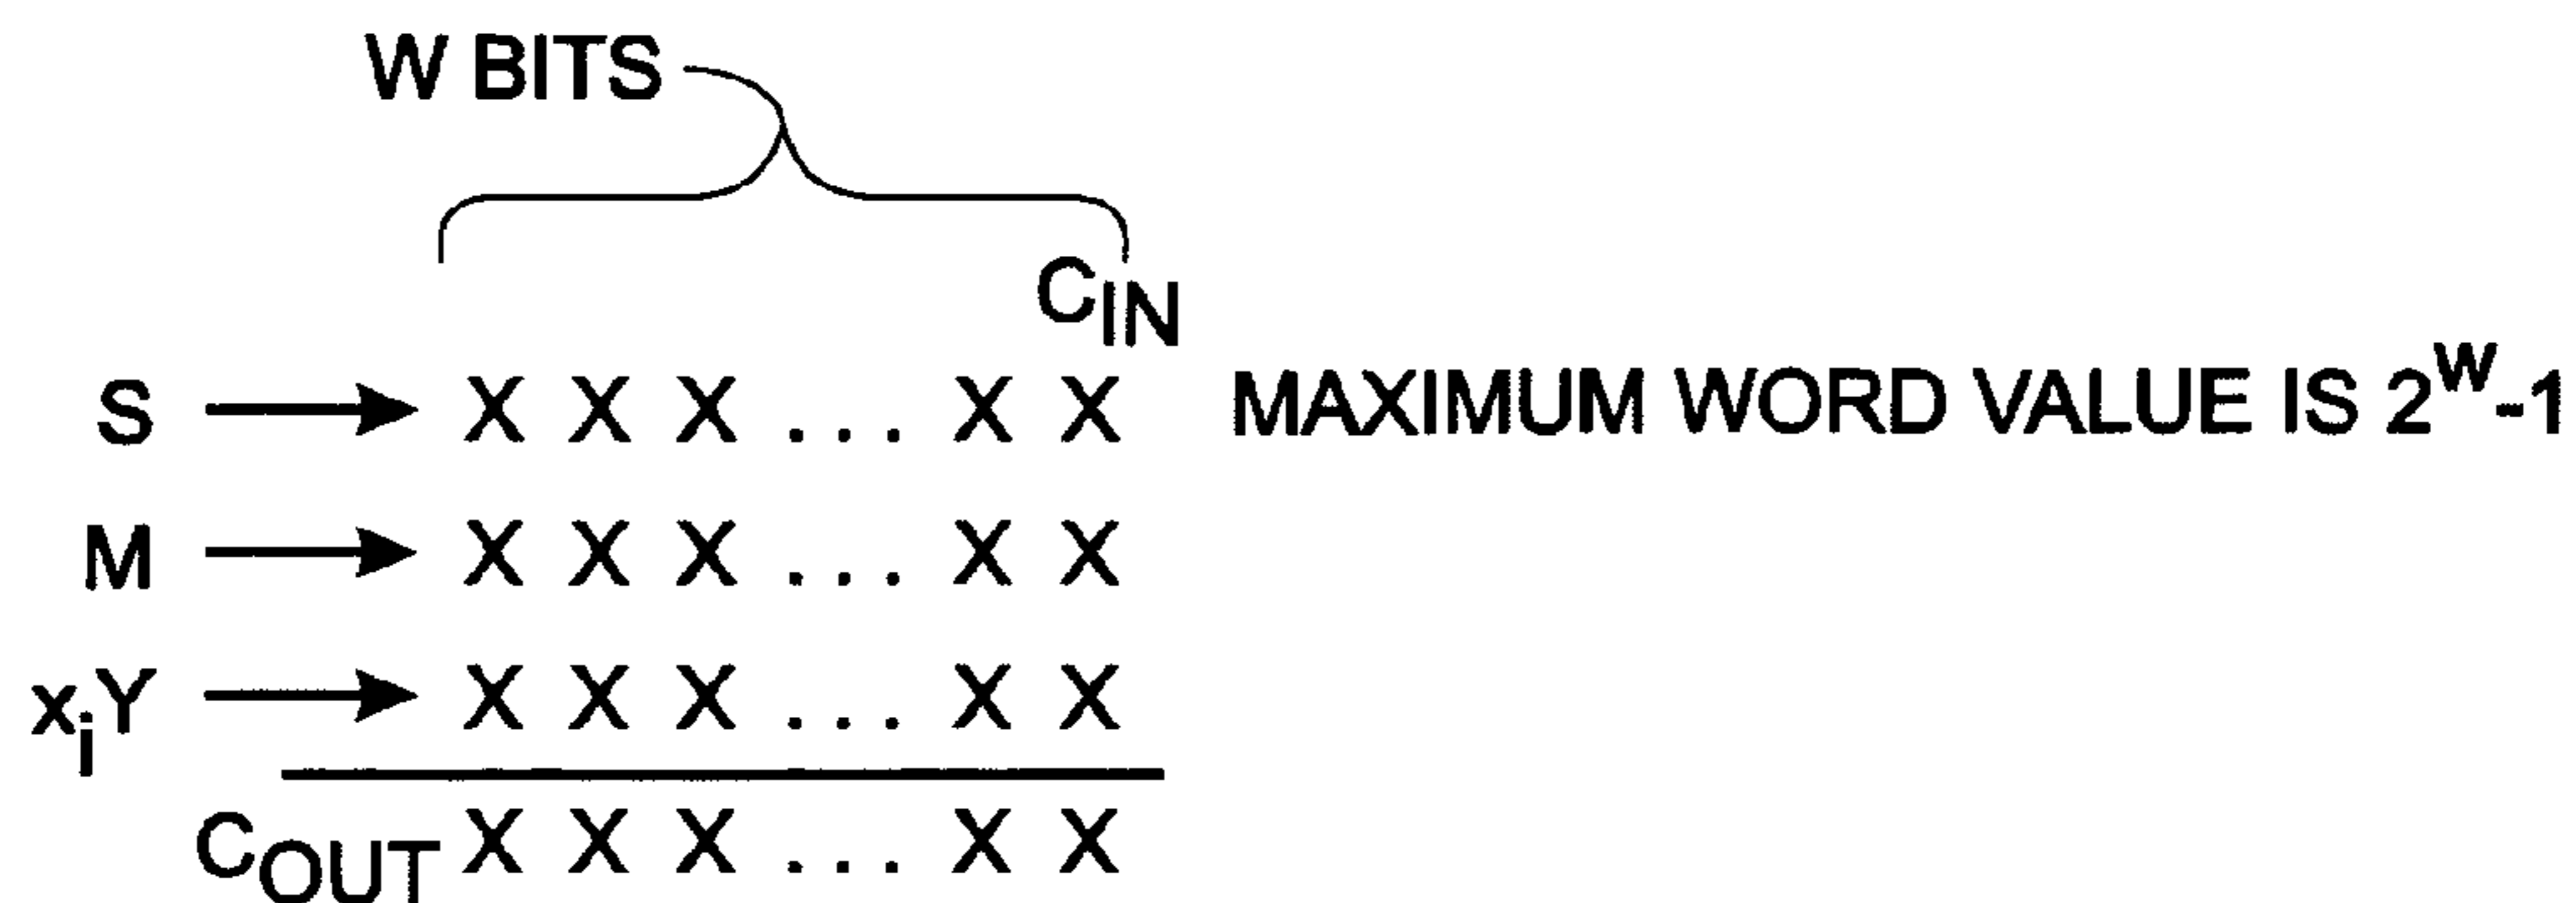 W BITS
C_IN
S X X X . . . X X MAXIMUM WORD VALUE IS 2^W-1
M X X X . . . X X
x_iY X X X . . . X X
C_OUT X X X . . . X X